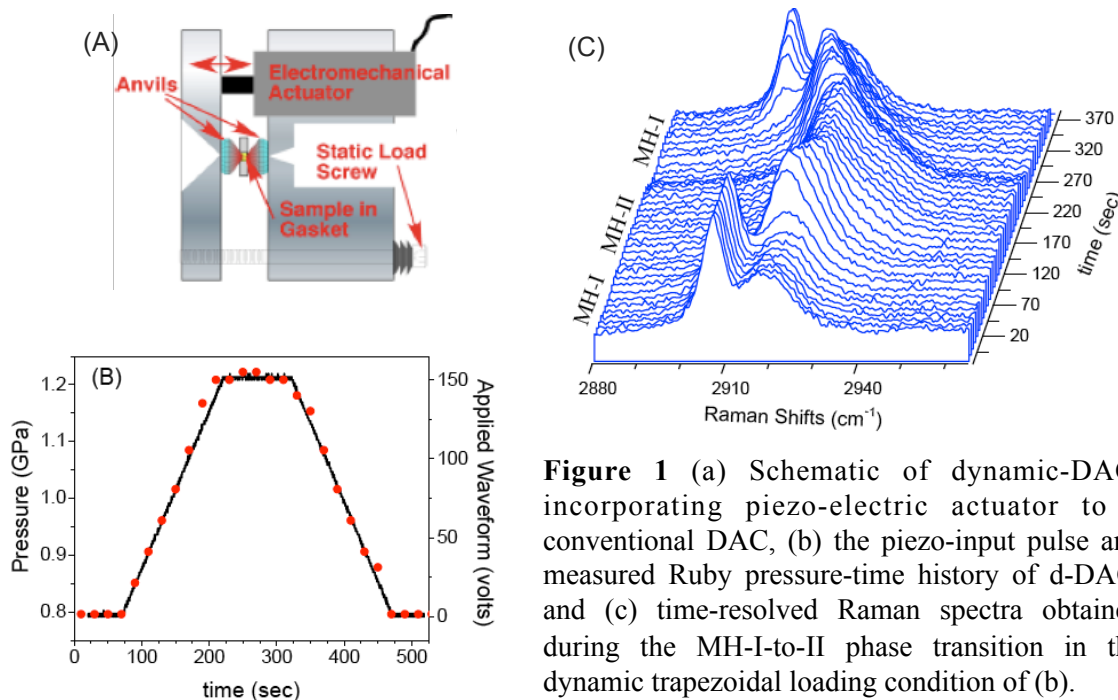 (A)
Anvils
Electromechanical
Actuator
Static Load
Screw
Sample in
Gasket
(B)
Pressure (GPa)
1.2
1.1
1.0
0.9
0.8
Applied Waveform (volts)
150
100
50
0
0 100 200 300 400 500
time (sec)
(C)
MH-I
MH-II
MH-I
370
320
270
220
170
120
70
20
time (sec)
2880 2910 2940
Raman Shifts (cm⁻¹)
Figure 1 (a) Schematic of dynamic-DAC
incorporating piezo-electric actuator to
conventional DAC, (b) the piezo-input pulse an
measured Ruby pressure-time history of d-DAC
and (c) time-resolved Raman spectra obtaine
during the MH-I-to-II phase transition in th
dynamic trapezoidal loading condition of (b).